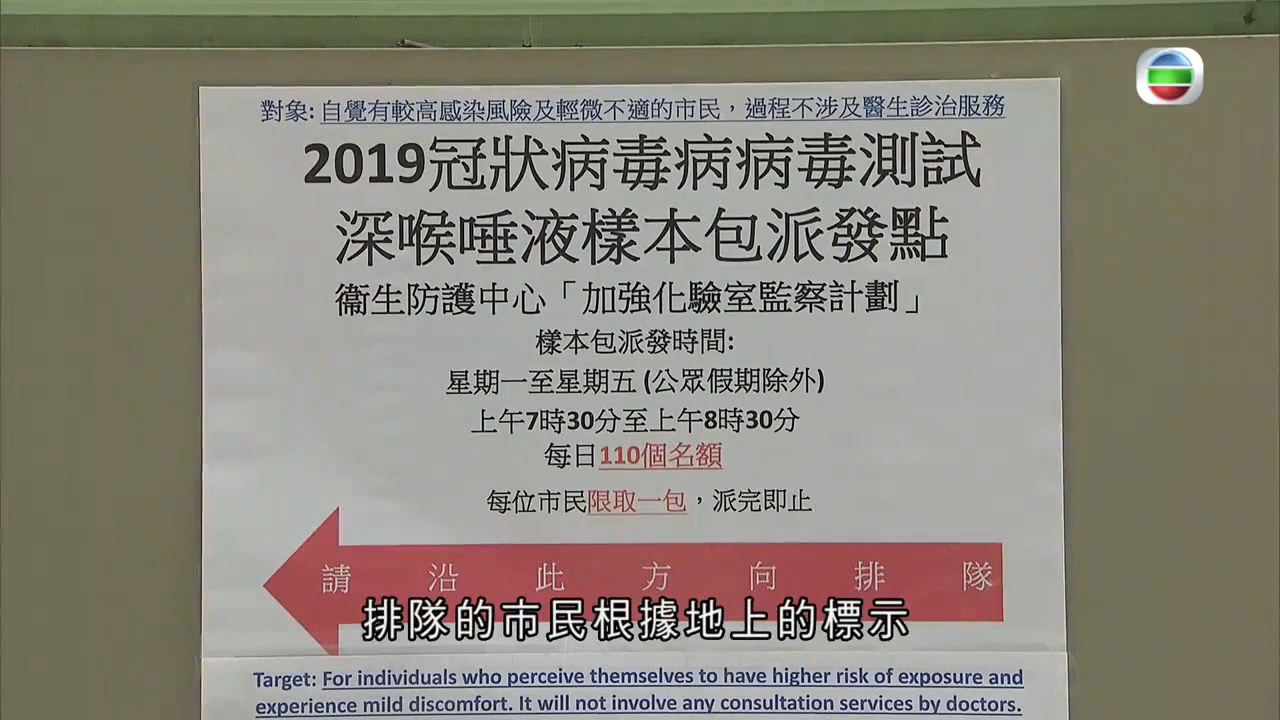 對象: 自覺有較高感染風險及輕微不適的市民，過程不涉及醫生診治服務
2019冠狀病毒病病毒測試
深喉唾液樣本包派發點
衞生防護中心「加強化驗室監察計劃」
樣本包派發時間:
星期一至星期五 (公眾假期除外)
上午7時30分至上午8時30分
每日110個名額
每位市民限取一包，派完即止
請沿此方向排隊
排隊的市民根據地上的標示
Target: For individuals who perceive themselves to have higher risk of exposure and
experience mild discomfort. It will not involve any consultation services by doctors.